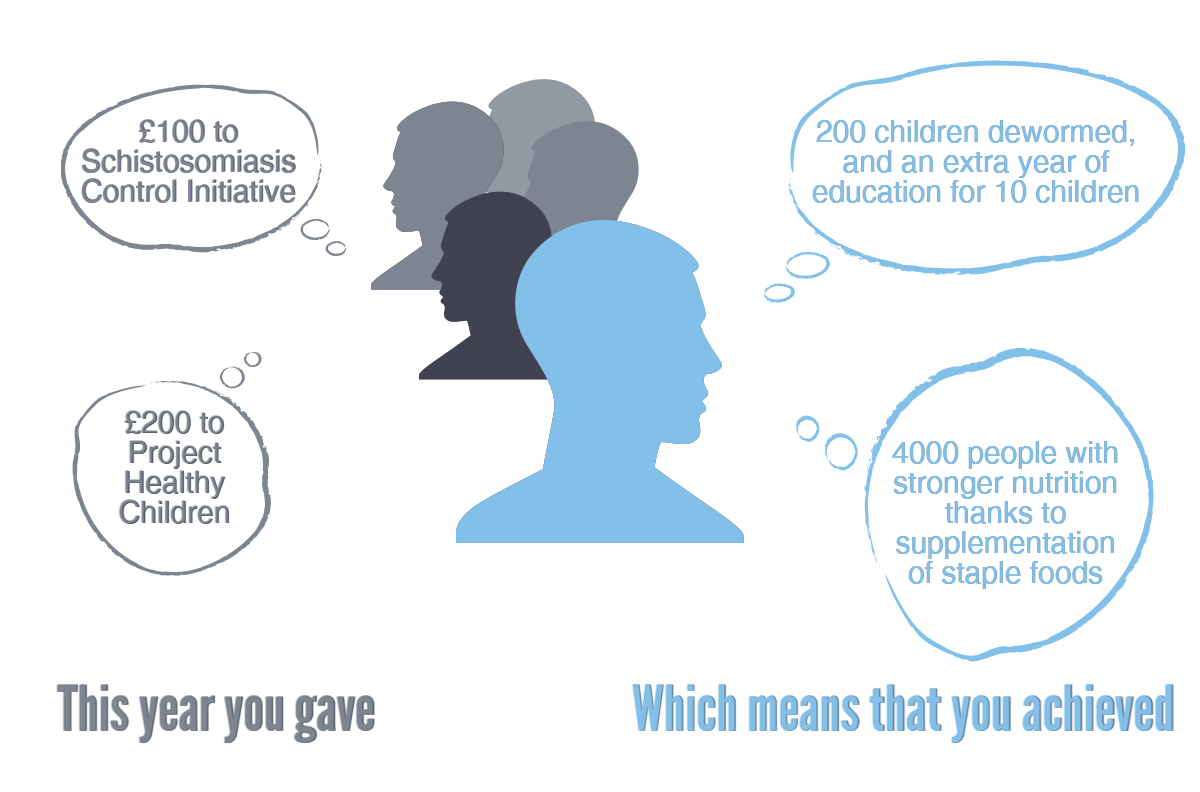 £100 to
Schistosomiasis
Control Initiative
200 children dewormed,
and an extra year of
education for 10 children
£200 to
Project
Healthy
Children
4000 people with
stronger nutrition
thanks to
supplementation
of staple foods
This year you gave
Which means that you achieved